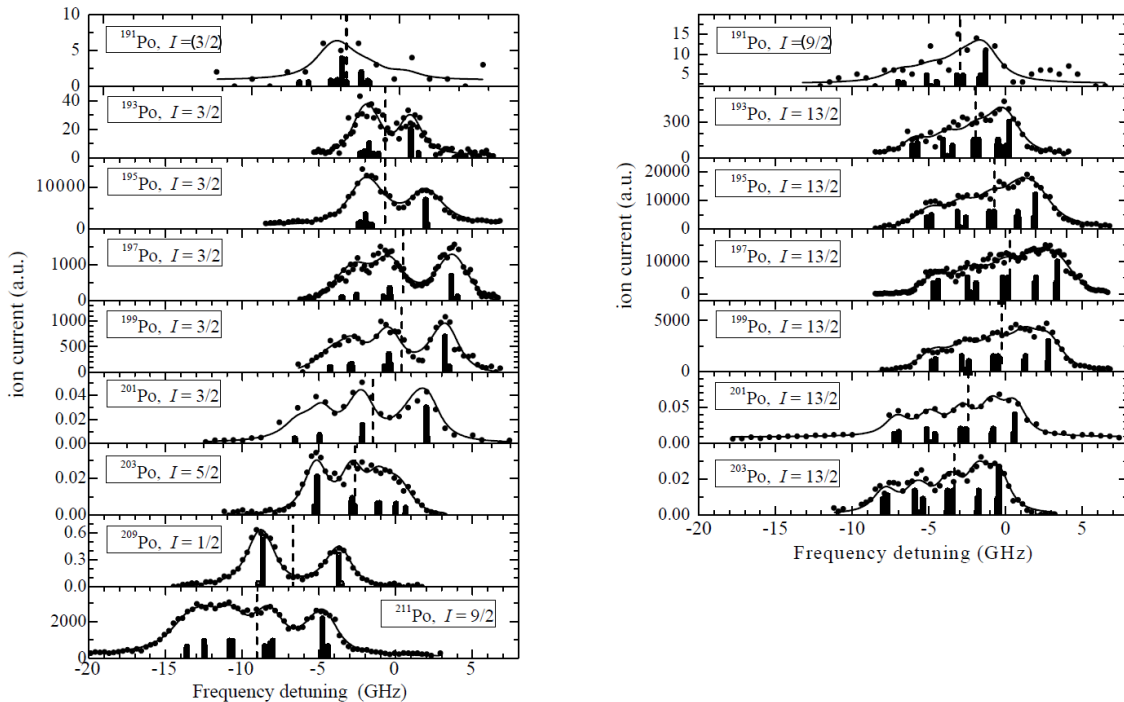 10
5
0
¹⁹¹Po, I = (3/2)
40
20
0
¹⁹³Po, I = 3/2
10000
¹⁹⁵Po, I = 3/2
1000
0
¹⁹⁷Po, I = 3/2
1000
500
0
¹⁹⁹Po, I = 3/2
0.04
0.00
²⁰¹Po, I = 3/2
0.02
0.00
²⁰³Po, I = 5/2
0.6
0.3
0.0
²⁰⁹Po, I = 1/2
2000
0
²¹¹Po, I = 9/2
-20 -15 -10 -5 0 5
Frequency detuning (GHz)
ion current (a.u.)
15
10
5
¹⁹¹Po, I = (9/2)
300
0
¹⁹³Po, I = 13/2
20000
10000
0
¹⁹⁵Po, I = 13/2
10000
0
¹⁹⁷Po, I = 13/2
5000
0
¹⁹⁹Po, I = 13/2
0.05
0.00
²⁰¹Po, I = 13/2
0.02
0.00
²⁰³Po, I = 13/2
-20 -15 -10 -5 0 5
Frequency detuning (GHz)
ion current (a.u.)